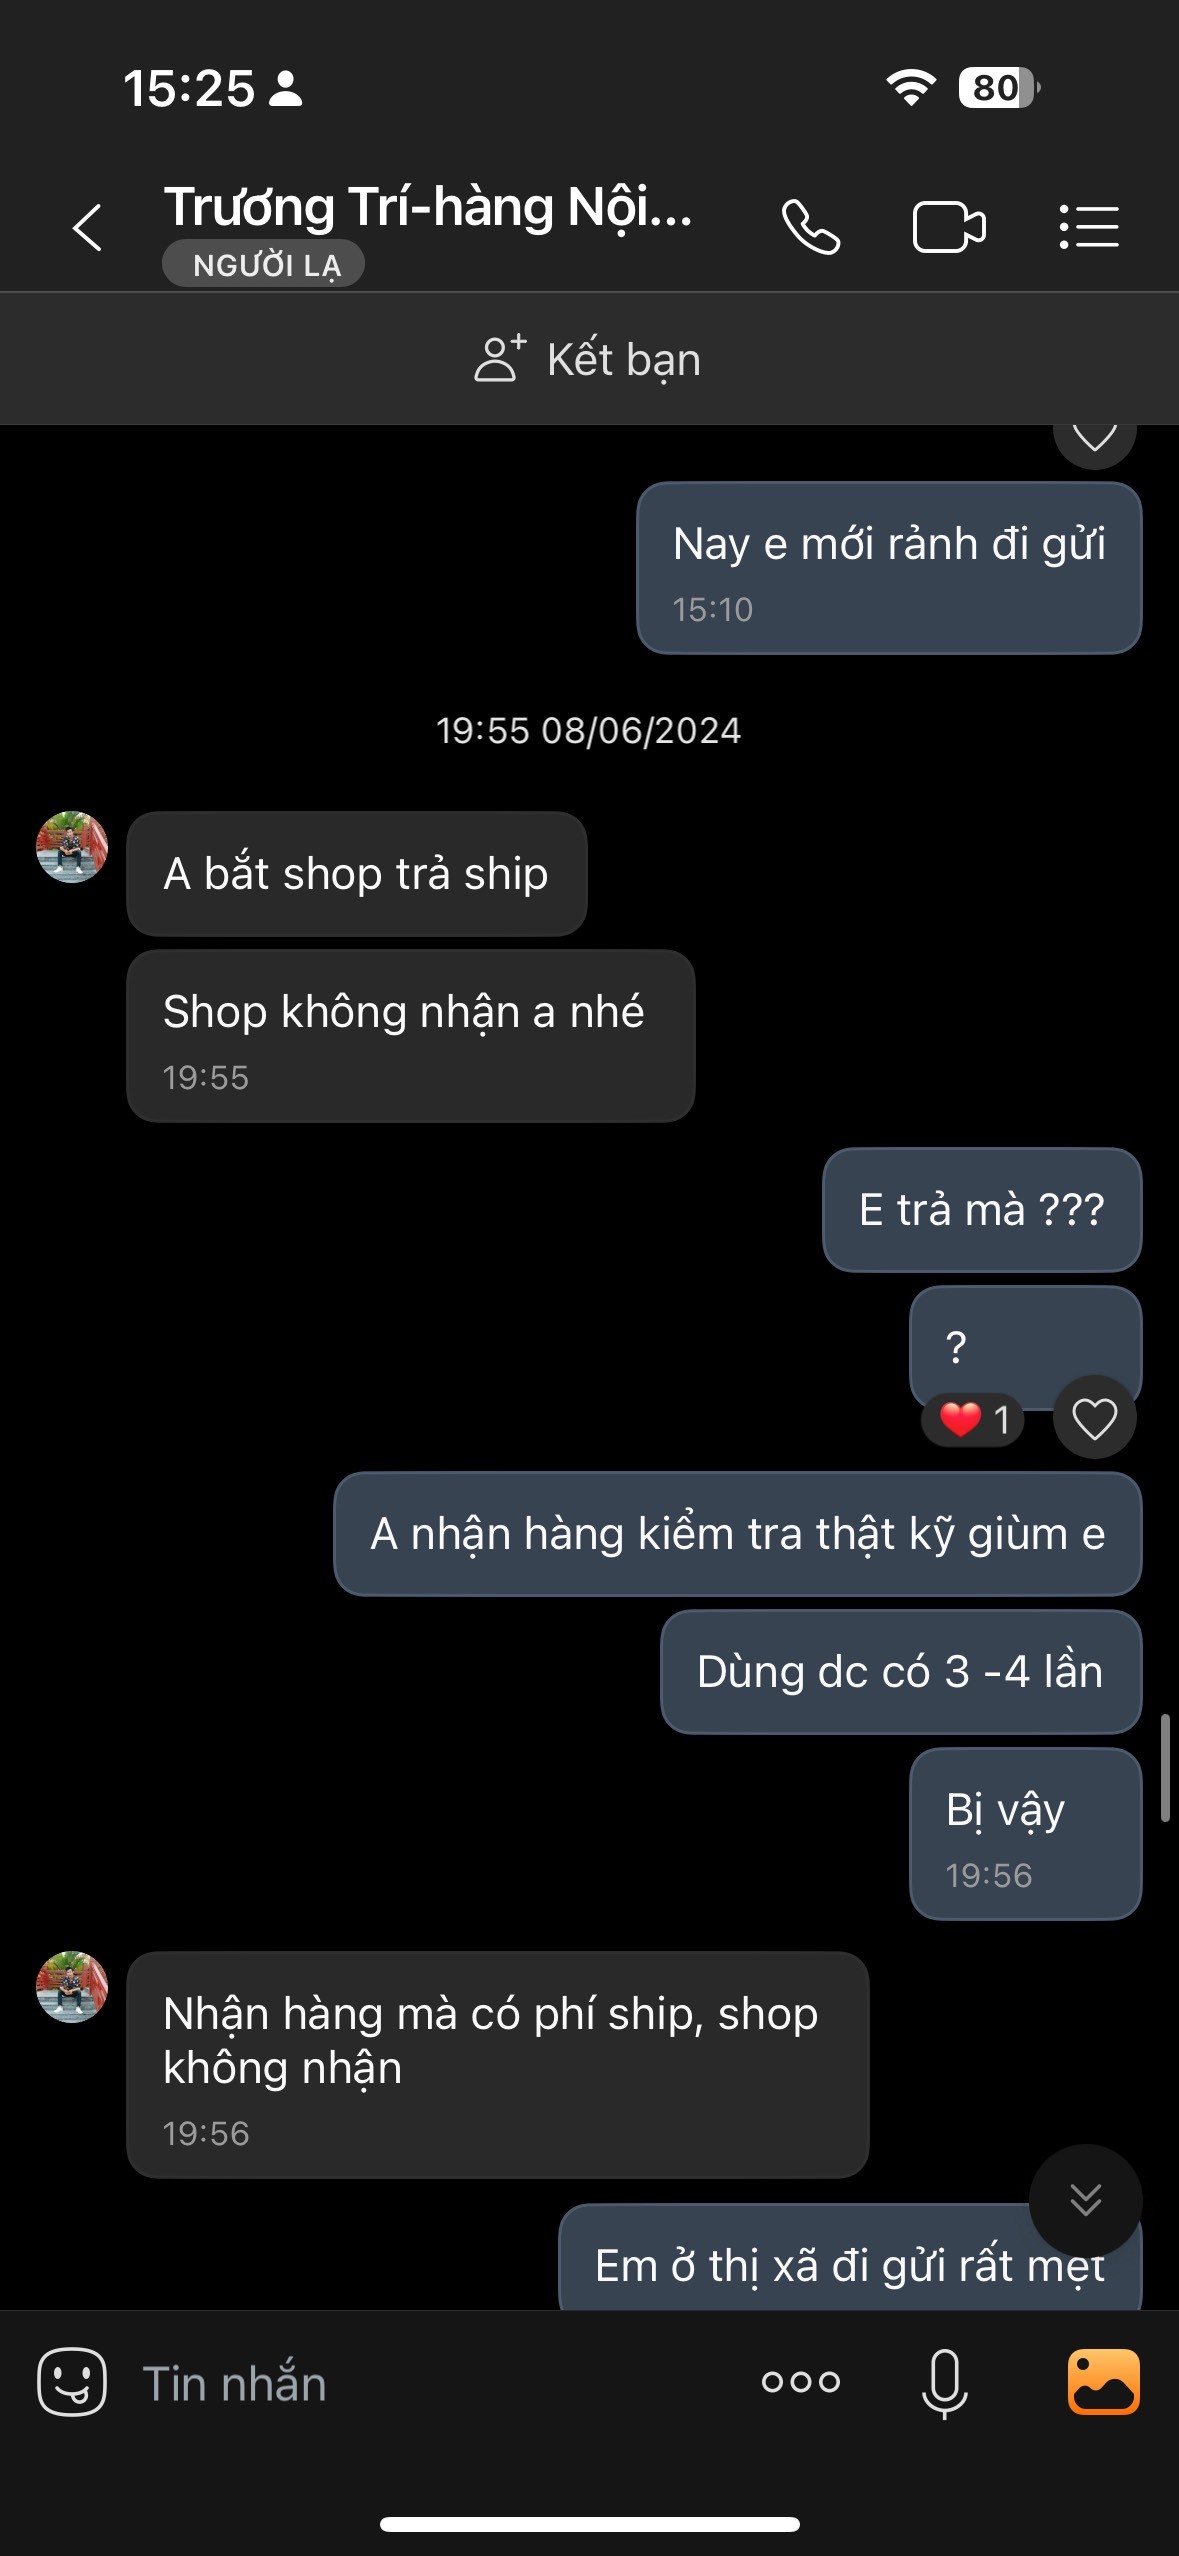 15:25
80
Trương Trí-hàng Nội...
NGƯỜI LẠ
Kết bạn
Nay e mới rảnh đi gửi
15:10
19:55 08/06/2024
A bắt shop trả ship
Shop không nhận a nhé
19:55
E trả mà ???
?
1
A nhận hàng kiểm tra thật kỹ giùm e
Dùng dc có 3 -4 lần
Bị vậy
19:56
Nhận hàng mà có phí ship, shop
không nhận
19:56
Em ở thị xã đi gửi rất mệt
Tin nhắn